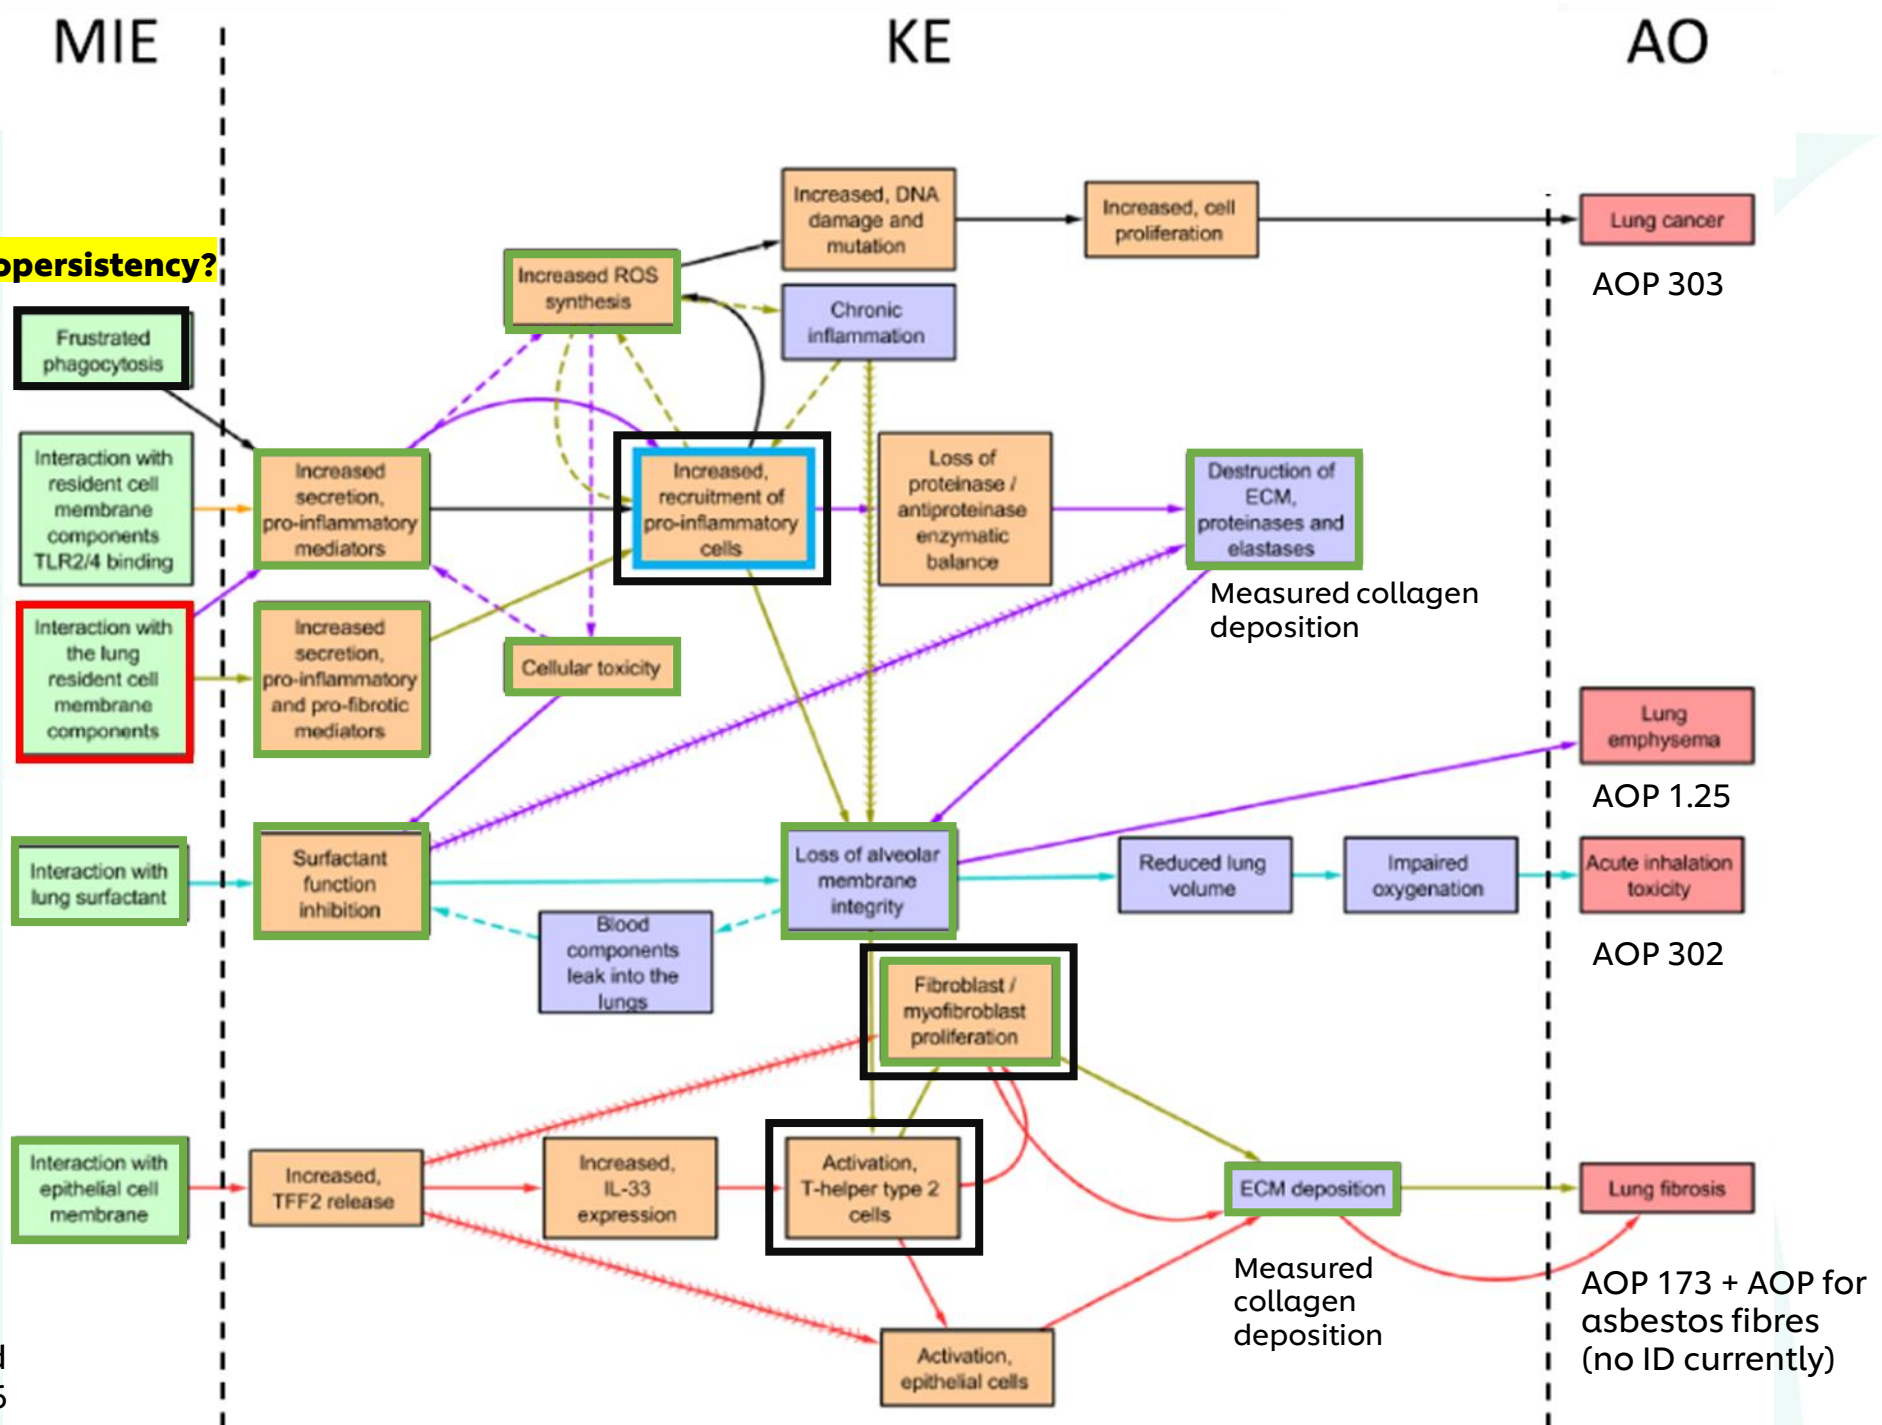 MIE
KE
AO
opersistency?
Increased, DNA
damage and
mutation
Increased, cell
proliferation
Lung cancer
AOP 303
Increased ROS
synthesis
Chronic
inflammation
Frustrated
phagocytosis
Interaction with
resident cell
membrane
components
TLR2/4 binding
Increased
secretion,
pro-inflammatory
mediators
Increased,
recruitment of
pro-inflammatory
cells
Loss of
proteinase /
antiproteinase
enzymatic
balance
Destruction of
ECM,
proteinases and
elastases
Measured collagen
deposition
Interaction with
the lung
resident cell
membrane
components
Increased
secretion,
pro-inflammatory
and pro-fibrotic
mediators
Cellular toxicity
Lung
emphysema
AOP 1.25
Interaction with
lung surfactant
Surfactant
function
inhibition
Loss of alveolar
membrane
integrity
Reduced lung
volume
Impaired
oxygenation
Acute inhalation
toxicity
AOP 302
Blood
components
leak into the
lungs
Fibroblast /
myofibroblast
proliferation
Interaction with
epithelial cell
membrane
Increased,
TFF2 release
Increased,
IL-33
expression
Activation,
T-helper type 2
cells
ECM deposition
Lung fibrosis
Measured
collagen
deposition
AOP 173 + AOP for
asbestos fibres
(no ID currently)
Activation,
epithelial cells